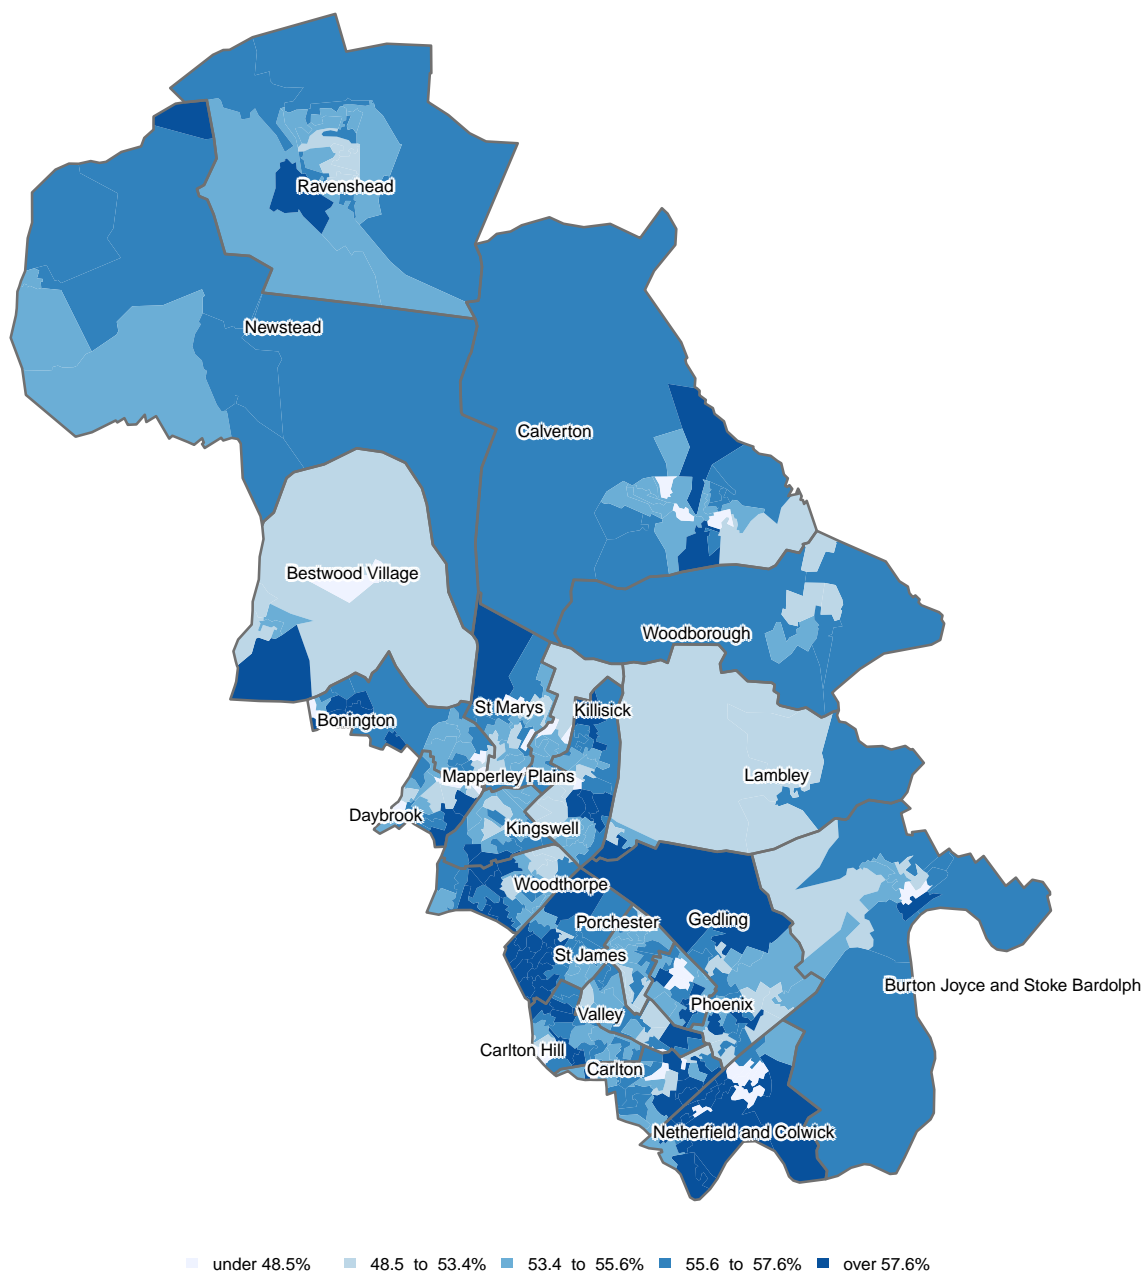 Ravenshead
Newstead
Calverton
Bestwood Village
Woodborough
St Marys
Killisick
Bonington
Mapperley Plains
Lambley
Daybrook
Kingswell
Woodthorpe
Porchester
Gedling
St James
Burton Joyce and Stoke Bardolph
Phoenix
Valley
Carlton Hill
Carlton
Netherfield and Colwick
under 48.5% 48.5 to 53.4% 53.4 to 55.6% 55.6 to 57.6% over 57.6%